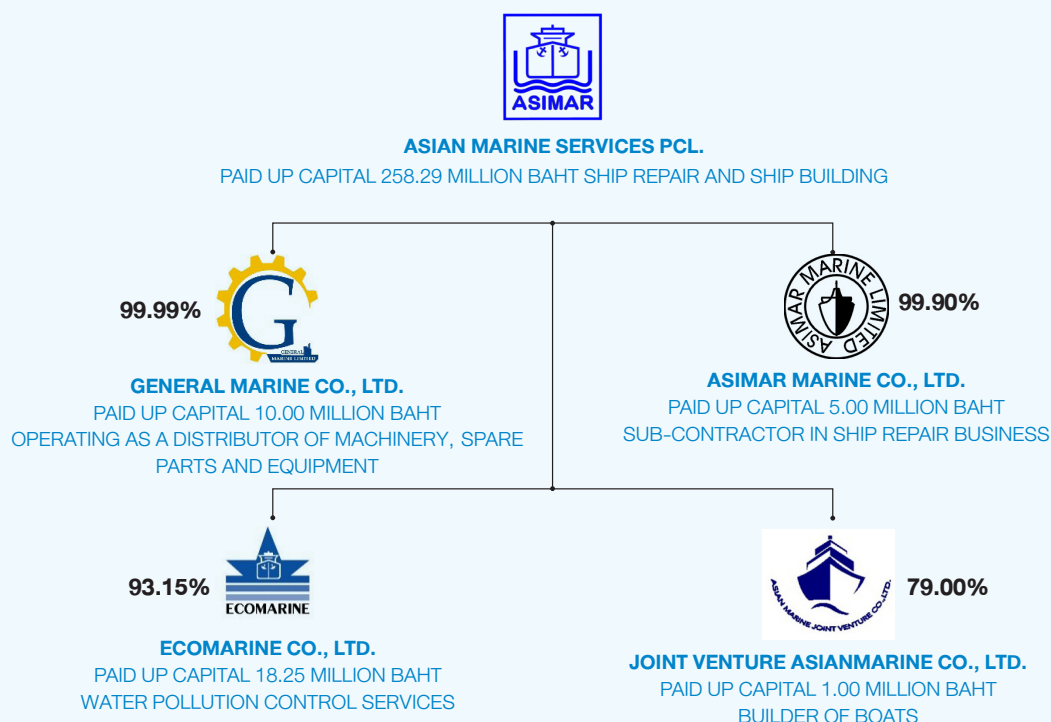 ASIMAR
ASIAN MARINE SERVICES PCL.
PAID UP CAPITAL 258.29 MILLION BAHT SHIP REPAIR AND SHIP BUILDING
99.99%
G
GENERAL
MARINE LIMITED
GENERAL MARINE CO., LTD.
PAID UP CAPITAL 10.00 MILLION BAHT
OPERATING AS A DISTRIBUTOR OF MACHINERY, SPARE
PARTS AND EQUIPMENT
ASIMAR MARINE LIMITED
99.90%
ASIMAR MARINE CO., LTD.
PAID UP CAPITAL 5.00 MILLION BAHT
SUB-CONTRACTOR IN SHIP REPAIR BUSINESS
93.15%
ECOMARINE
ECOMARINE CO., LTD.
PAID UP CAPITAL 18.25 MILLION BAHT
WATER POLLUTION CONTROL SERVICES
ASIAN MARINE JOINT VENTURE CO.,LTD.
79.00%
JOINT VENTURE ASIANMARINE CO., LTD.
PAID UP CAPITAL 1.00 MILLION BAHT
BUILDER OF BOATS